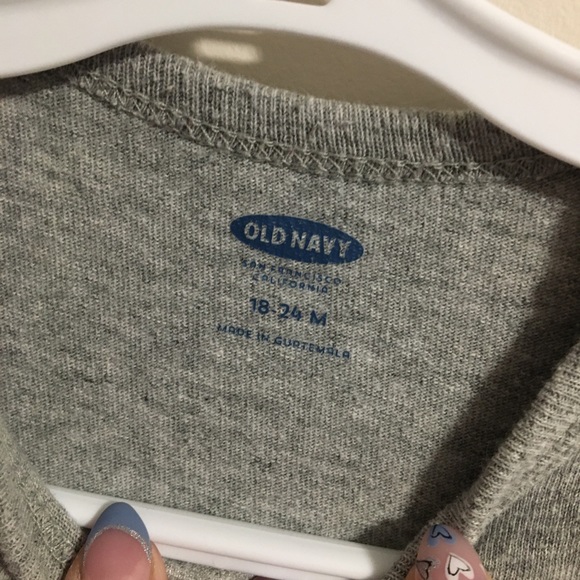 OLD NAVY
SAN FRANCISCO
CALIFORNIA
18-24 M
MADE IN GUATEMALA